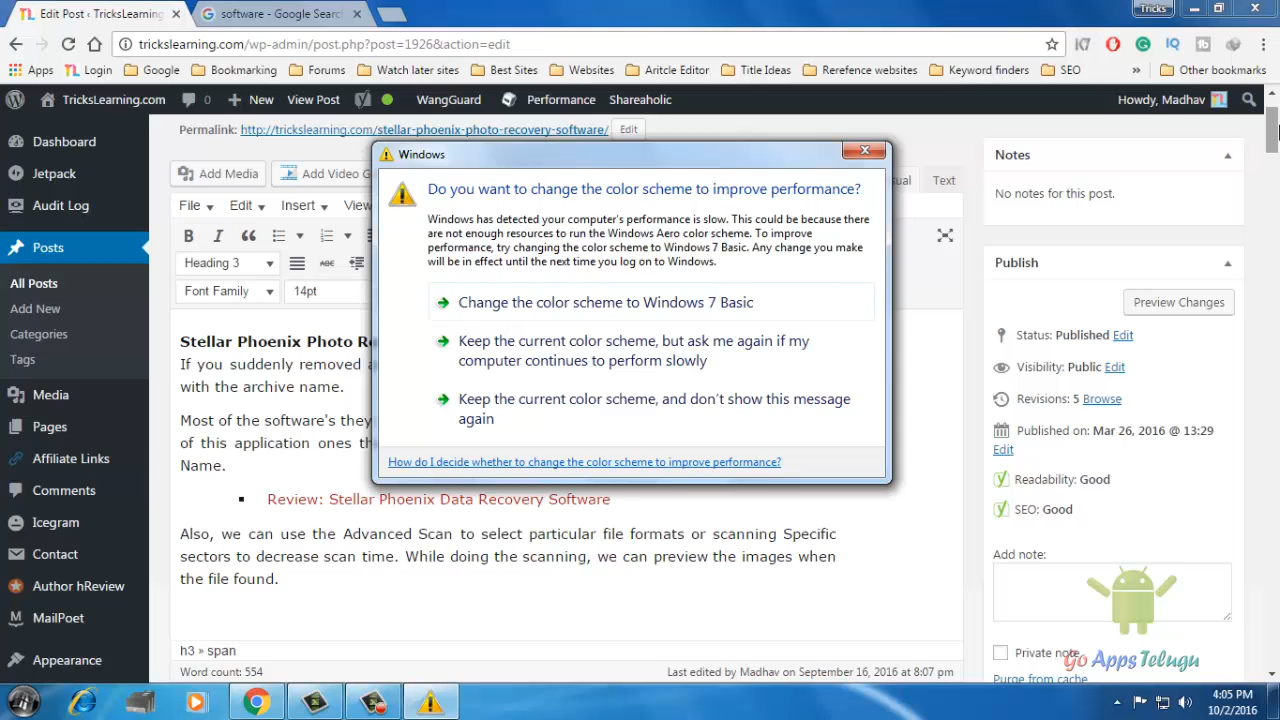 Edit Post ‹ TricksLearning
software - Google Search
Tricks
trickslearning.com/wp-admin/post.php?post=1926&action=edit
Apps
Login
Google
Bookmarking
Forums
Watch later sites
Best Sites
Websites
Aritcle Editor
Title Ideas
Rerefence websites
Keyword finders
SEO
»
Other bookmarks
TricksLearning.com
0
New
View Post
WangGuard
Performance
Shareaholic
Howdy, Madhav
Dashboard
Jetpack
Audit Log
Posts
All Posts
Add New
Categories
Tags
Media
Pages
Affiliate Links
Comments
Icegram
Contact
Author hReview
MailPoet
Appearance
Permalink: http://trickslearning.com/stellar-phoenix-photo-recovery-software/ Edit
Add Media
Add Video G
Text
File
Edit
Insert
View
Heading 3
Font Family
14pt
Stellar Phoenix Photo Re
If you suddenly removed a
with the archive name.
Most of the software's they
of this application ones th
Name.
Review: Stellar Phoenix Data Recovery Software
Also, we can use the Advanced Scan to select particular file formats or scanning Specific
sectors to decrease scan time. While doing the scanning, we can preview the images when
the file found.
h3 » span
Word count: 554
Last edited by Madhav on September 16, 2016 at 8:07 pm
Windows
Do you want to change the color scheme to improve performance?
Windows has detected your computer's performance is slow. This could be because there
are not enough resources to run the Windows Aero color scheme. To improve
performance, try changing the color scheme to Windows 7 Basic. Any change you make
will be in effect until the next time you log on to Windows.
Change the color scheme to Windows 7 Basic
Keep the current color scheme, but ask me again if my
computer continues to perform slowly
Keep the current color scheme, and don't show this message
again
How do I decide whether to change the color scheme to improve performance?
Notes
No notes for this post.
Publish
Preview Changes
Status: Published Edit
Visibility: Public Edit
Revisions: 5 Browse
Published on: Mar 26, 2016 @ 13:29
Edit
Readability: Good
SEO: Good
Add note:
Private note
Go AppsTelugu
Purge from cache
4:05 PM
10/2/2016